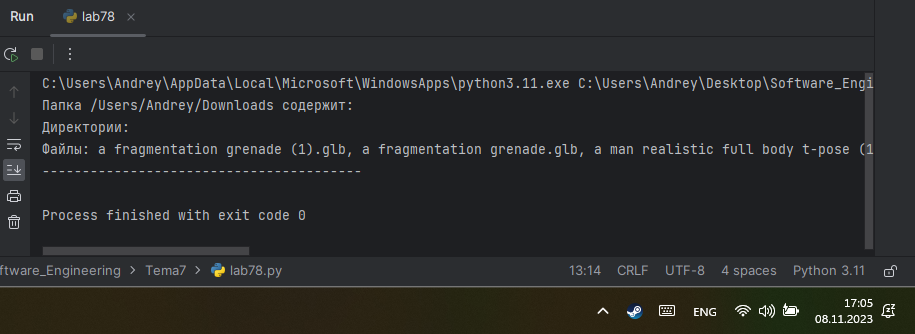 Run
lab78
C:\Users\Andrey\AppData\Local\Microsoft\WindowsApps\python3.11.exe C:\Users\Andrey\Desktop\Software_Engi
Папка /Users/Andrey/Downloads содержит:
Директории:
Файлы: a fragmentation grenade (1).glb, a fragmentation grenade.glb, a man realistic full body t-pose (1
----------------------------------------
Process finished with exit code 0
ftware_Engineering > Tema7 > lab78.py 13:14 CRLF UTF-8 4 spaces Python 3.11
ENG 17:05
08.11.2023